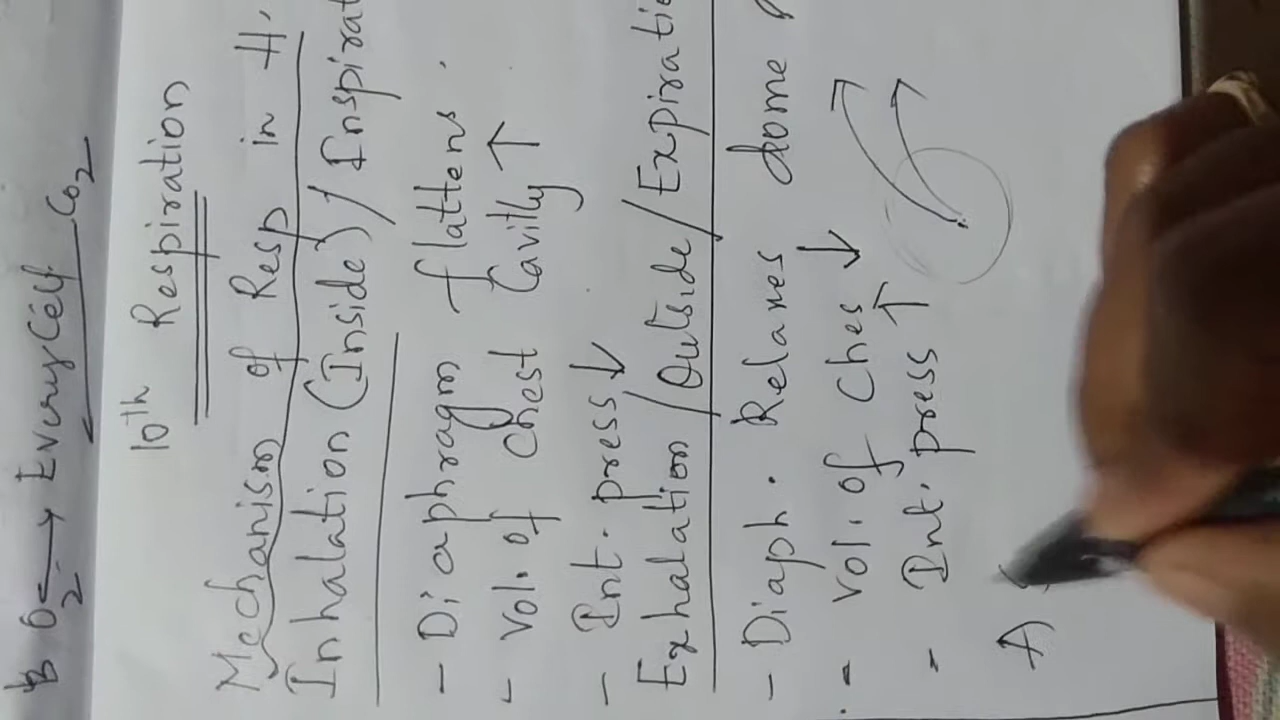 B O2 → Every Cell CO2
10th Respiration
Mechanism of Resp in H.
Inhalation (Inside) / Inspirat
- Diaphragm flattens.
- Vol. of chest Cavilty ↑
- Int. press ↓
Exhalation / Outside / Expiratio
- Diaph. Relaxes dome
- Vol. of Ches ↓
- Int. press ↑
A